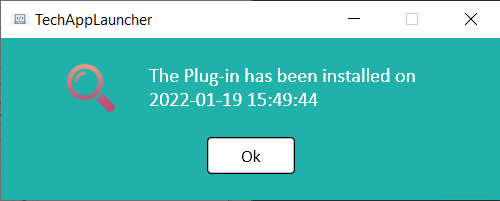 TechAppLauncher
The Plug-in has been installed on
2022-01-19 15:49:44
Ok